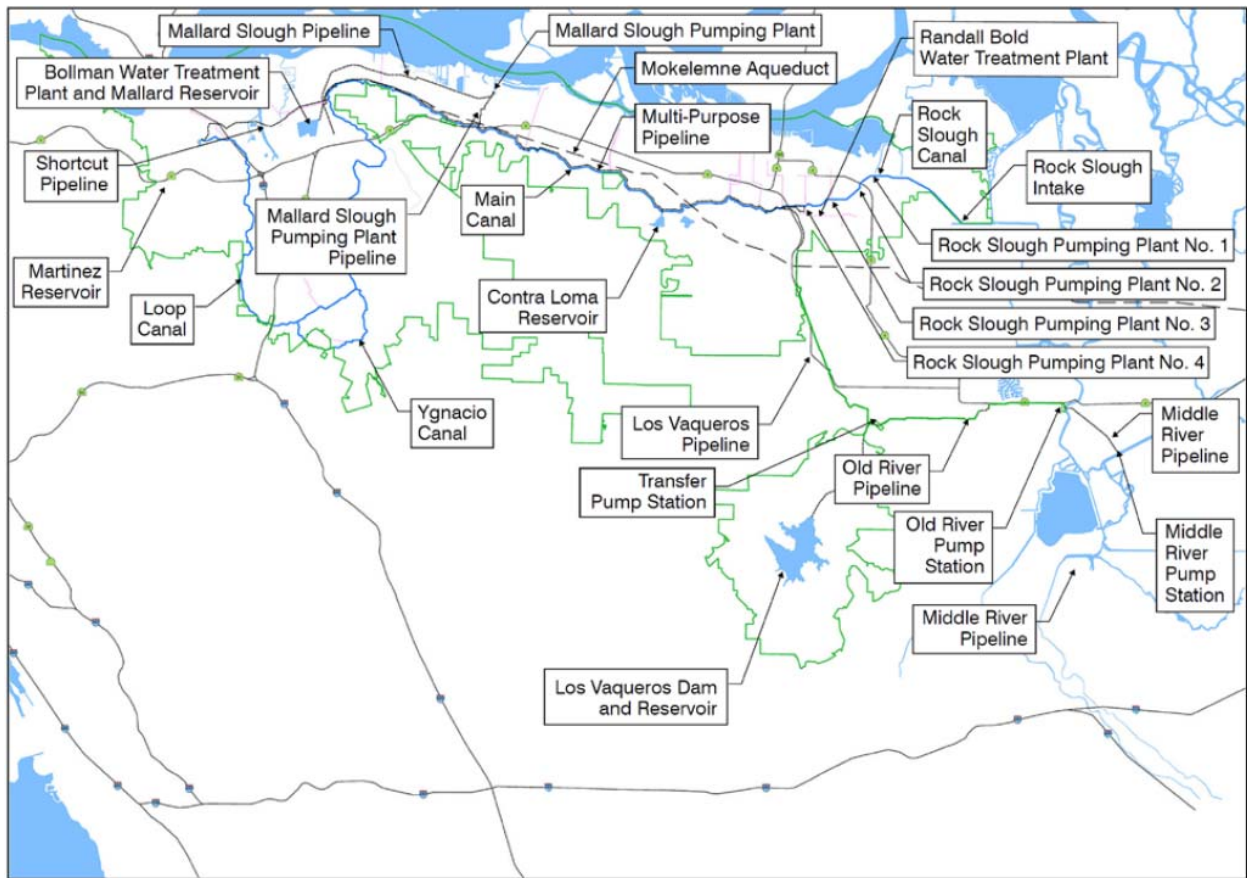 Mallard Slough Pipeline
Mallard Slough Pumping Plant
Randall Bold
Water Treatment Plant
Bollman Water Treatment
Plant and Mallard Reservoir
Mokelemne Aqueduct
Multi-Purpose
Pipeline
Rock
Slough
Canal
Shortcut
Pipeline
Rock Slough
Intake
Main
Canal
Mallard Slough
Pumping Plant
Pipeline
Rock Slough Pumping Plant No. 1
Martinez
Reservoir
Loop
Canal
Contra Loma
Reservoir
Rock Slough Pumping Plant No. 2
Rock Slough Pumping Plant No. 3
Rock Slough Pumping Plant No. 4
Ygnacio
Canal
Los Vaqueros
Pipeline
Middle
River
Pipeline
Transfer
Pump Station
Old River
Pipeline
Old River
Pump
Station
Middle
River
Pump
Station
Middle River
Pipeline
Los Vaqueros Dam
and Reservoir